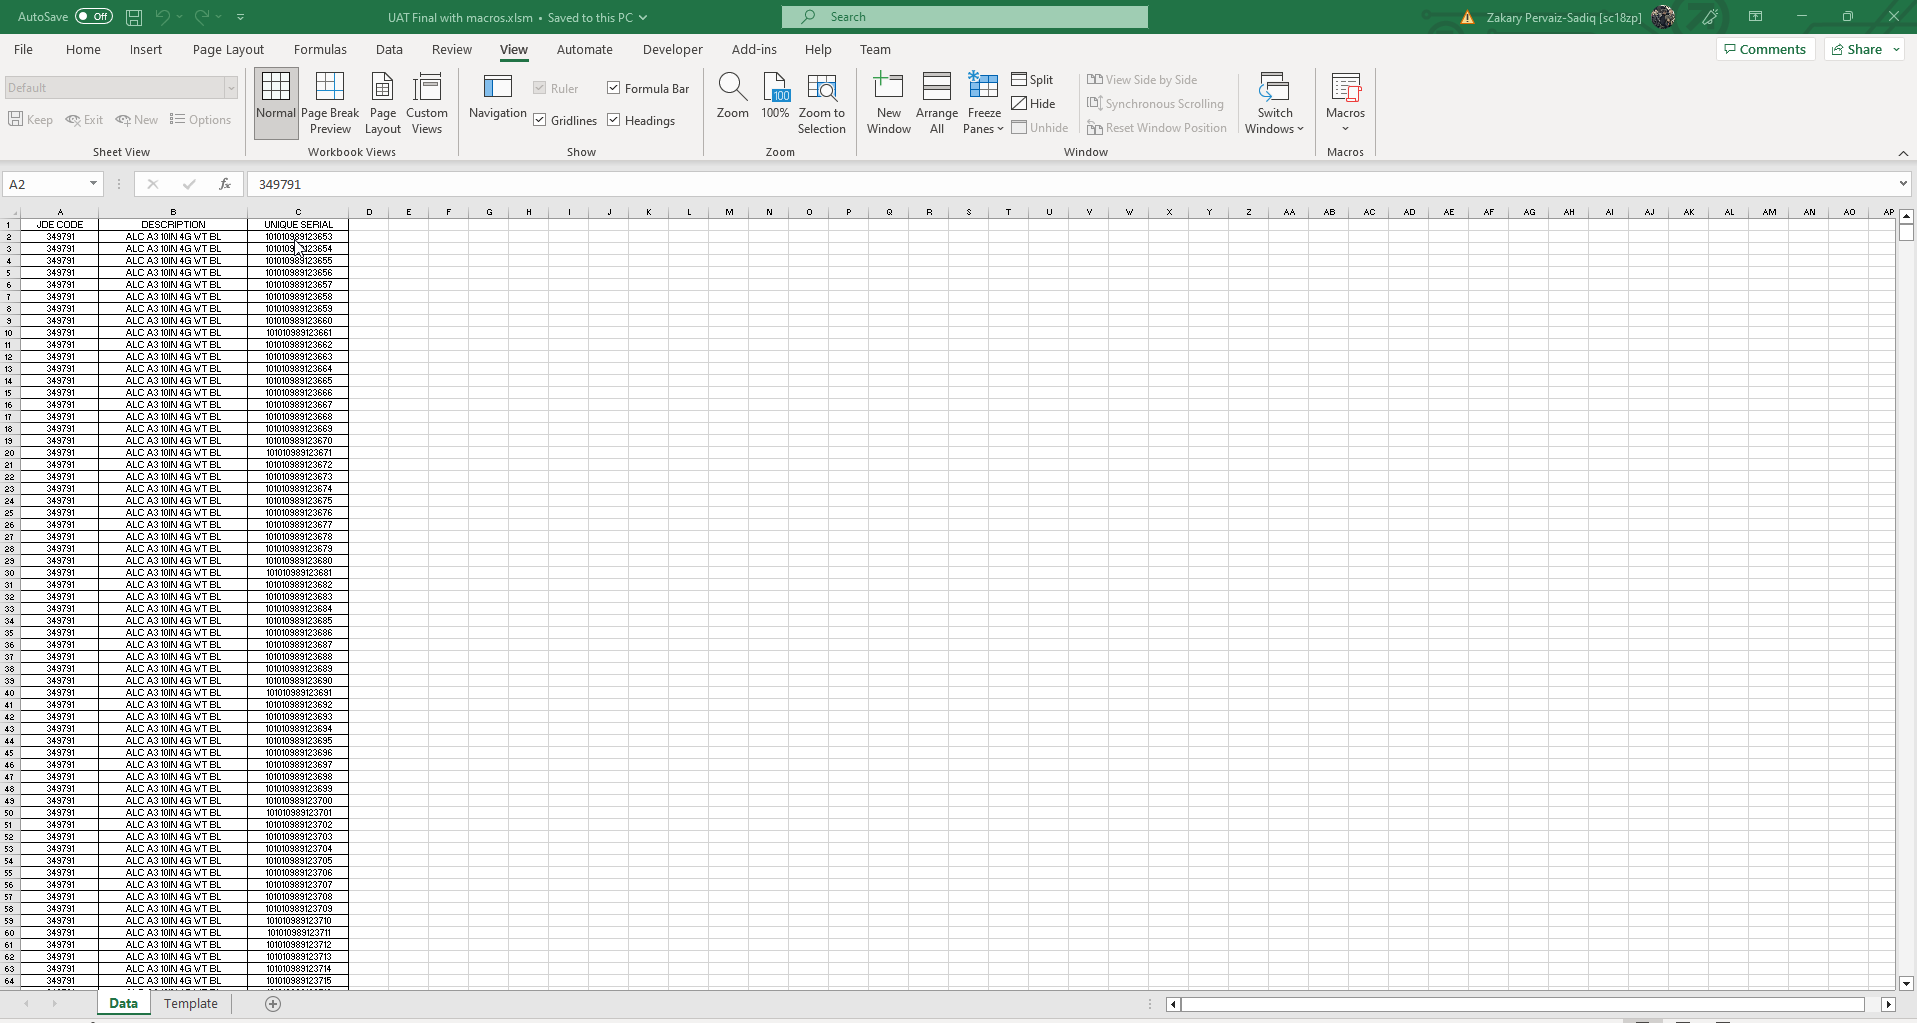 AutoSave Off UAT Final with macros.xlsm • Saved to this PC Search Zakary Pervaiz-Sadiq [sc18zp]
File Home Insert Page Layout Formulas Data Review View Automate Developer Add-ins Help Team Comments Share
Default
Keep Exit New Options
Sheet View
Normal Page Break Preview Page Layout Custom Views
Workbook Views
Navigation Ruler Formula Bar
Gridlines Headings
Show
Zoom 100% Zoom to Selection
Zoom
New Window Arrange All Freeze Panes Split
Hide
Unhide
View Side by Side
Synchronous Scrolling
Reset Window Position
Switch Windows
Window
Macros
Macros
A2 fx 349791
A B C D E F G H I J K L M N O P Q R S T U V W X Y Z AA AB AC AD AE AF AG AH AI AJ AK AL AM AN AO AP
1 JDE CODE DESCRIPTION UNIQUE SERIAL
2 349791 ALC A3 10IN 4G WT BL 101010989123653
3 349791 ALC A3 10IN 4G WT BL 101010989123654
4 349791 ALC A3 10IN 4G WT BL 101010989123655
5 349791 ALC A3 10IN 4G WT BL 101010989123656
6 349791 ALC A3 10IN 4G WT BL 101010989123657
7 349791 ALC A3 10IN 4G WT BL 101010989123658
8 349791 ALC A3 10IN 4G WT BL 101010989123659
9 349791 ALC A3 10IN 4G WT BL 101010989123660
10 349791 ALC A3 10IN 4G WT BL 101010989123661
11 349791 ALC A3 10IN 4G WT BL 101010989123662
12 349791 ALC A3 10IN 4G WT BL 101010989123663
13 349791 ALC A3 10IN 4G WT BL 101010989123664
14 349791 ALC A3 10IN 4G WT BL 101010989123665
15 349791 ALC A3 10IN 4G WT BL 101010989123666
16 349791 ALC A3 10IN 4G WT BL 101010989123667
17 349791 ALC A3 10IN 4G WT BL 101010989123668
18 349791 ALC A3 10IN 4G WT BL 101010989123669
19 349791 ALC A3 10IN 4G WT BL 101010989123670
20 349791 ALC A3 10IN 4G WT BL 101010989123671
21 349791 ALC A3 10IN 4G WT BL 101010989123672
22 349791 ALC A3 10IN 4G WT BL 101010989123673
23 349791 ALC A3 10IN 4G WT BL 101010989123674
24 349791 ALC A3 10IN 4G WT BL 101010989123675
25 349791 ALC A3 10IN 4G WT BL 101010989123676
26 349791 ALC A3 10IN 4G WT BL 101010989123677
27 349791 ALC A3 10IN 4G WT BL 101010989123678
28 349791 ALC A3 10IN 4G WT BL 101010989123679
29 349791 ALC A3 10IN 4G WT BL 101010989123680
30 349791 ALC A3 10IN 4G WT BL 101010989123681
31 349791 ALC A3 10IN 4G WT BL 101010989123682
32 349791 ALC A3 10IN 4G WT BL 101010989123683
33 349791 ALC A3 10IN 4G WT BL 101010989123684
34 349791 ALC A3 10IN 4G WT BL 101010989123685
35 349791 ALC A3 10IN 4G WT BL 101010989123686
36 349791 ALC A3 10IN 4G WT BL 101010989123687
37 349791 ALC A3 10IN 4G WT BL 101010989123688
38 349791 ALC A3 10IN 4G WT BL 101010989123689
39 349791 ALC A3 10IN 4G WT BL 101010989123690
40 349791 ALC A3 10IN 4G WT BL 101010989123691
41 349791 ALC A3 10IN 4G WT BL 101010989123692
42 349791 ALC A3 10IN 4G WT BL 101010989123693
43 349791 ALC A3 10IN 4G WT BL 101010989123694
44 349791 ALC A3 10IN 4G WT BL 101010989123695
45 349791 ALC A3 10IN 4G WT BL 101010989123696
46 349791 ALC A3 10IN 4G WT BL 101010989123697
47 349791 ALC A3 10IN 4G WT BL 101010989123698
48 349791 ALC A3 10IN 4G WT BL 101010989123699
49 349791 ALC A3 10IN 4G WT BL 101010989123700
50 349791 ALC A3 10IN 4G WT BL 101010989123701
51 349791 ALC A3 10IN 4G WT BL 101010989123702
52 349791 ALC A3 10IN 4G WT BL 101010989123703
53 349791 ALC A3 10IN 4G WT BL 101010989123704
54 349791 ALC A3 10IN 4G WT BL 101010989123705
55 349791 ALC A3 10IN 4G WT BL 101010989123706
56 349791 ALC A3 10IN 4G WT BL 101010989123707
57 349791 ALC A3 10IN 4G WT BL 101010989123708
58 349791 ALC A3 10IN 4G WT BL 101010989123709
59 349791 ALC A3 10IN 4G WT BL 101010989123710
60 349791 ALC A3 10IN 4G WT BL 101010989123711
61 349791 ALC A3 10IN 4G WT BL 101010989123712
62 349791 ALC A3 10IN 4G WT BL 101010989123713
63 349791 ALC A3 10IN 4G WT BL 101010989123714
64 349791 ALC A3 10IN 4G WT BL 101010989123715
Data Template